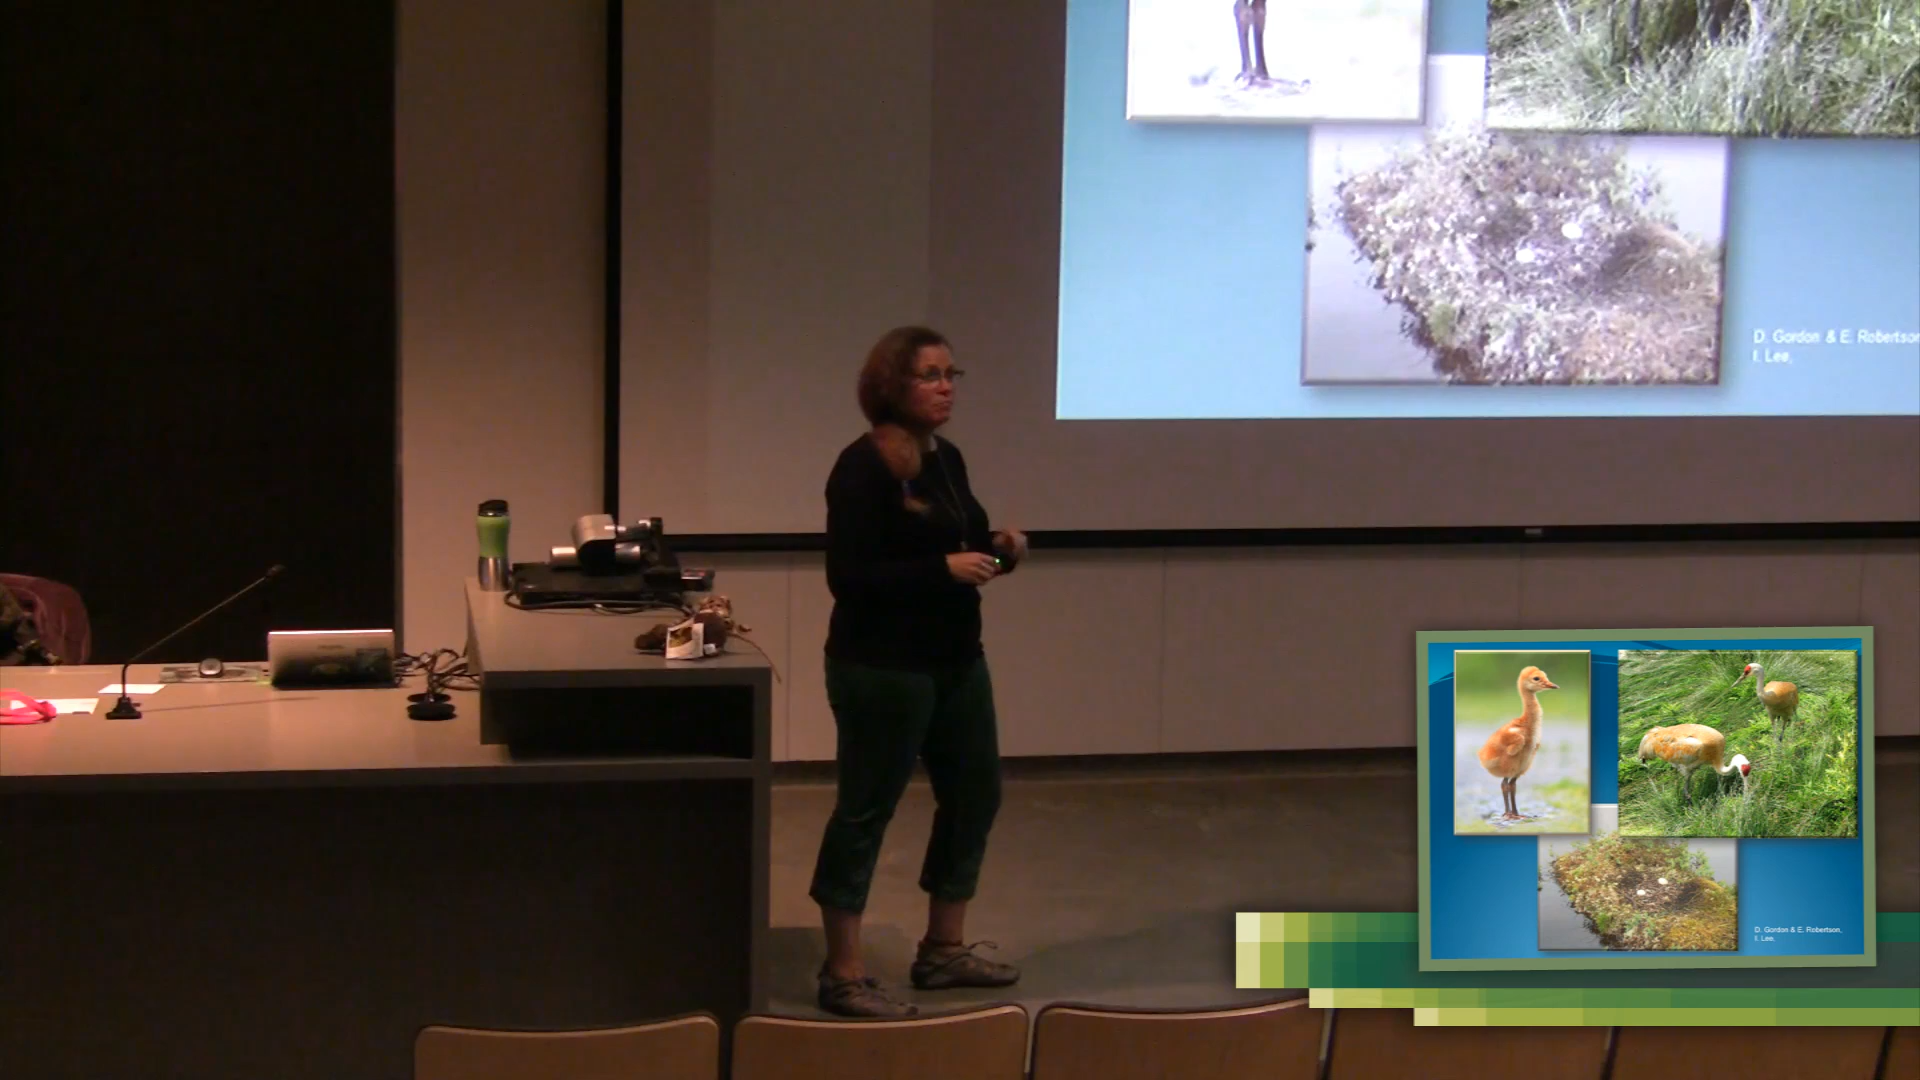 D. Gordon & E. Robertson
I. Lee,
D. Gordon & E. Robertson,
I. Lee,